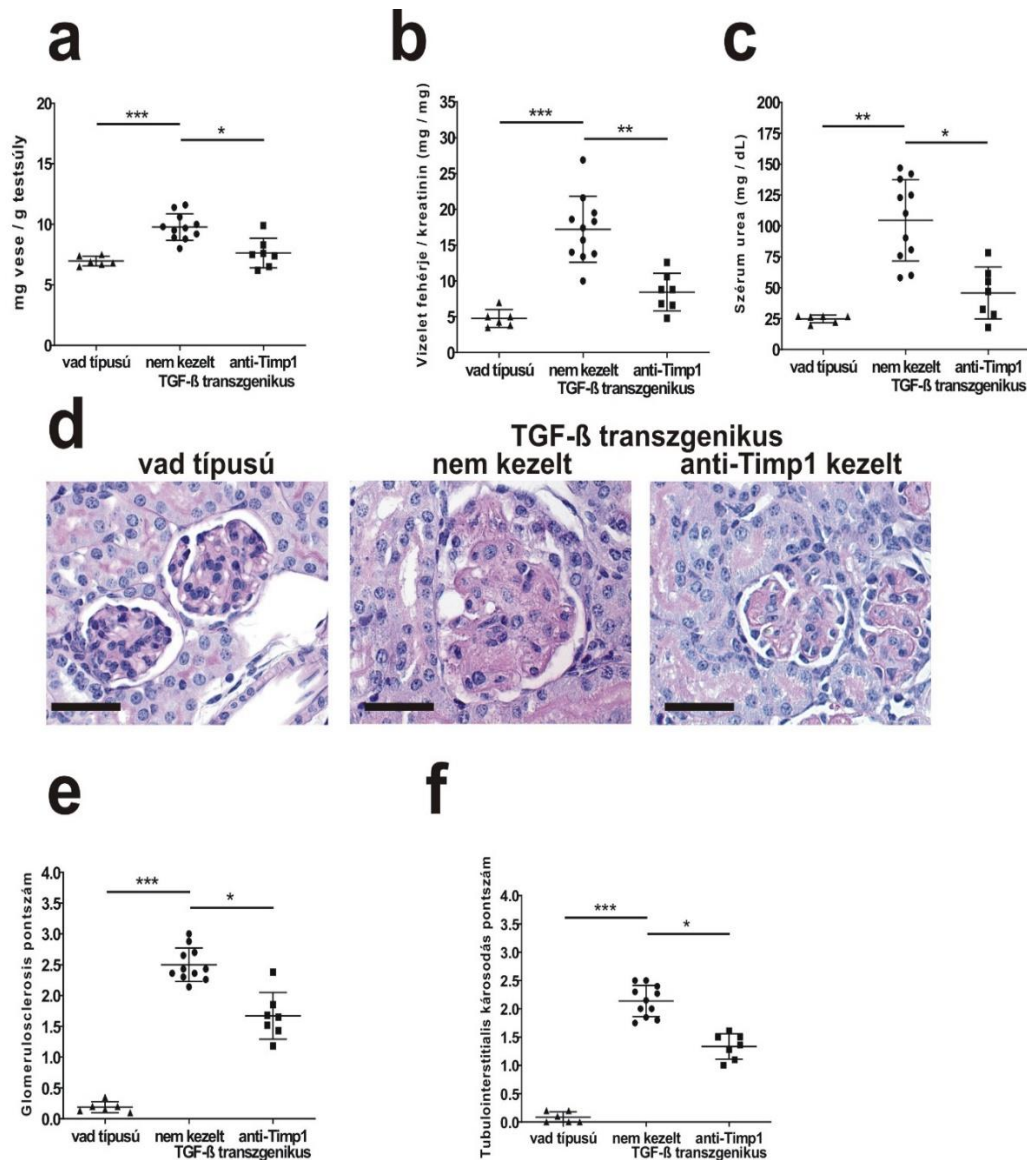 a
mg vese / g testsúly
20
15
10
5
0
***
*
vad típusú nem kezelt anti-Timp1
TGF-ß transzgenikus
b
Vizelet fehérje / kreatinin (mg / mg)
35
30
25
20
15
10
5
0
***
**
vad típusú nem kezelt anti-Timp1
TGF-ß transzgenikus
c
Szérum urea (mg / dL)
200
175
150
125
100
75
50
25
0
**
*
vad típusú nem kezelt anti-Timp1
TGF-ß transzgenikus
d
TGF-ß transzgenikus
vad típusú nem kezelt anti-Timp1 kezelt
e
Glomerulosclerosis pontszám
4.0
3.5
3.0
2.5
2.0
1.5
1.0
0.5
0.0
***
*
vad típusú nem kezelt anti-Timp1
TGF-ß transzgenikus
f
Tubulointerstitialis károsodás pontszám
4.0
3.5
3.0
2.5
2.0
1.5
1.0
0.5
0.0
***
*
vad típusú nem kezelt anti-Timp1
TGF-ß transzgenikus